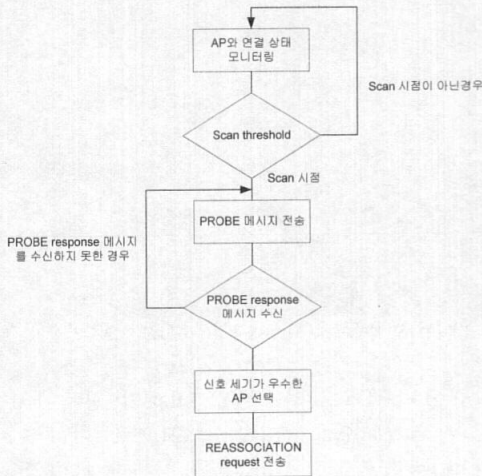 AP와 연결 상태
모니터링
Scan 시점이 아닌경우
Scan threshold
Scan 시점
PROBE 메시지 전송
PROBE response 메시지
를 수신하지 못한 경우
PROBE response
메시지 수신
신호 세기가 우수한
AP 선택
REASSOCIATION
request 전송